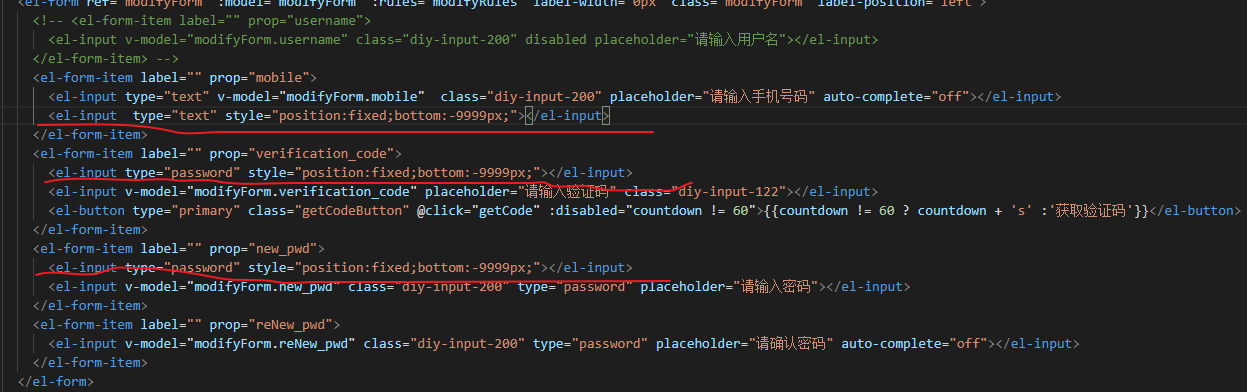 <el-form ref="modifyForm" :model="modifyForm" :rules="modifyRules" label-width="0px" class="modifyForm" label-position="left">
<!-- <el-form-item label="" prop="username">
<el-input v-model="modifyForm.username" class="diy-input-200" disabled placeholder="请输入用户名"></el-input>
</el-form-item> -->
<el-form-item label="" prop="mobile">
<el-input type="text" v-model="modifyForm.mobile"  class="diy-input-200" placeholder="请输入手机号码" auto-complete="off"></el-input>
<el-input  type="text" style="position:fixed;bottom:-9999px;"></el-input>
</el-form-item>
<el-form-item label="" prop="verification_code">
<el-input type="password" style="position:fixed;bottom:-9999px;"></el-input>
<el-input v-model="modifyForm.verification_code" placeholder="请输入验证码" class="diy-input-122"></el-input>
<el-button type="primary" class="getCodeButton" @click="getCode" :disabled="countdown != 60">{{countdown != 60 ? countdown + 's' :'获取验证码'}}</el-button>
</el-form-item>
<el-form-item label="" prop="new_pwd">
<el-input type="password" style="position:fixed;bottom:-9999px;"></el-input>
<el-input v-model="modifyForm.new_pwd" class="diy-input-200" type="password" placeholder="请输入密码"></el-input>
</el-form-item>
<el-form-item label="" prop="reNew_pwd">
<el-input v-model="modifyForm.reNew_pwd" class="diy-input-200" type="password" placeholder="请确认密码" auto-complete="off"></el-input>
</el-form-item>
</el-form>